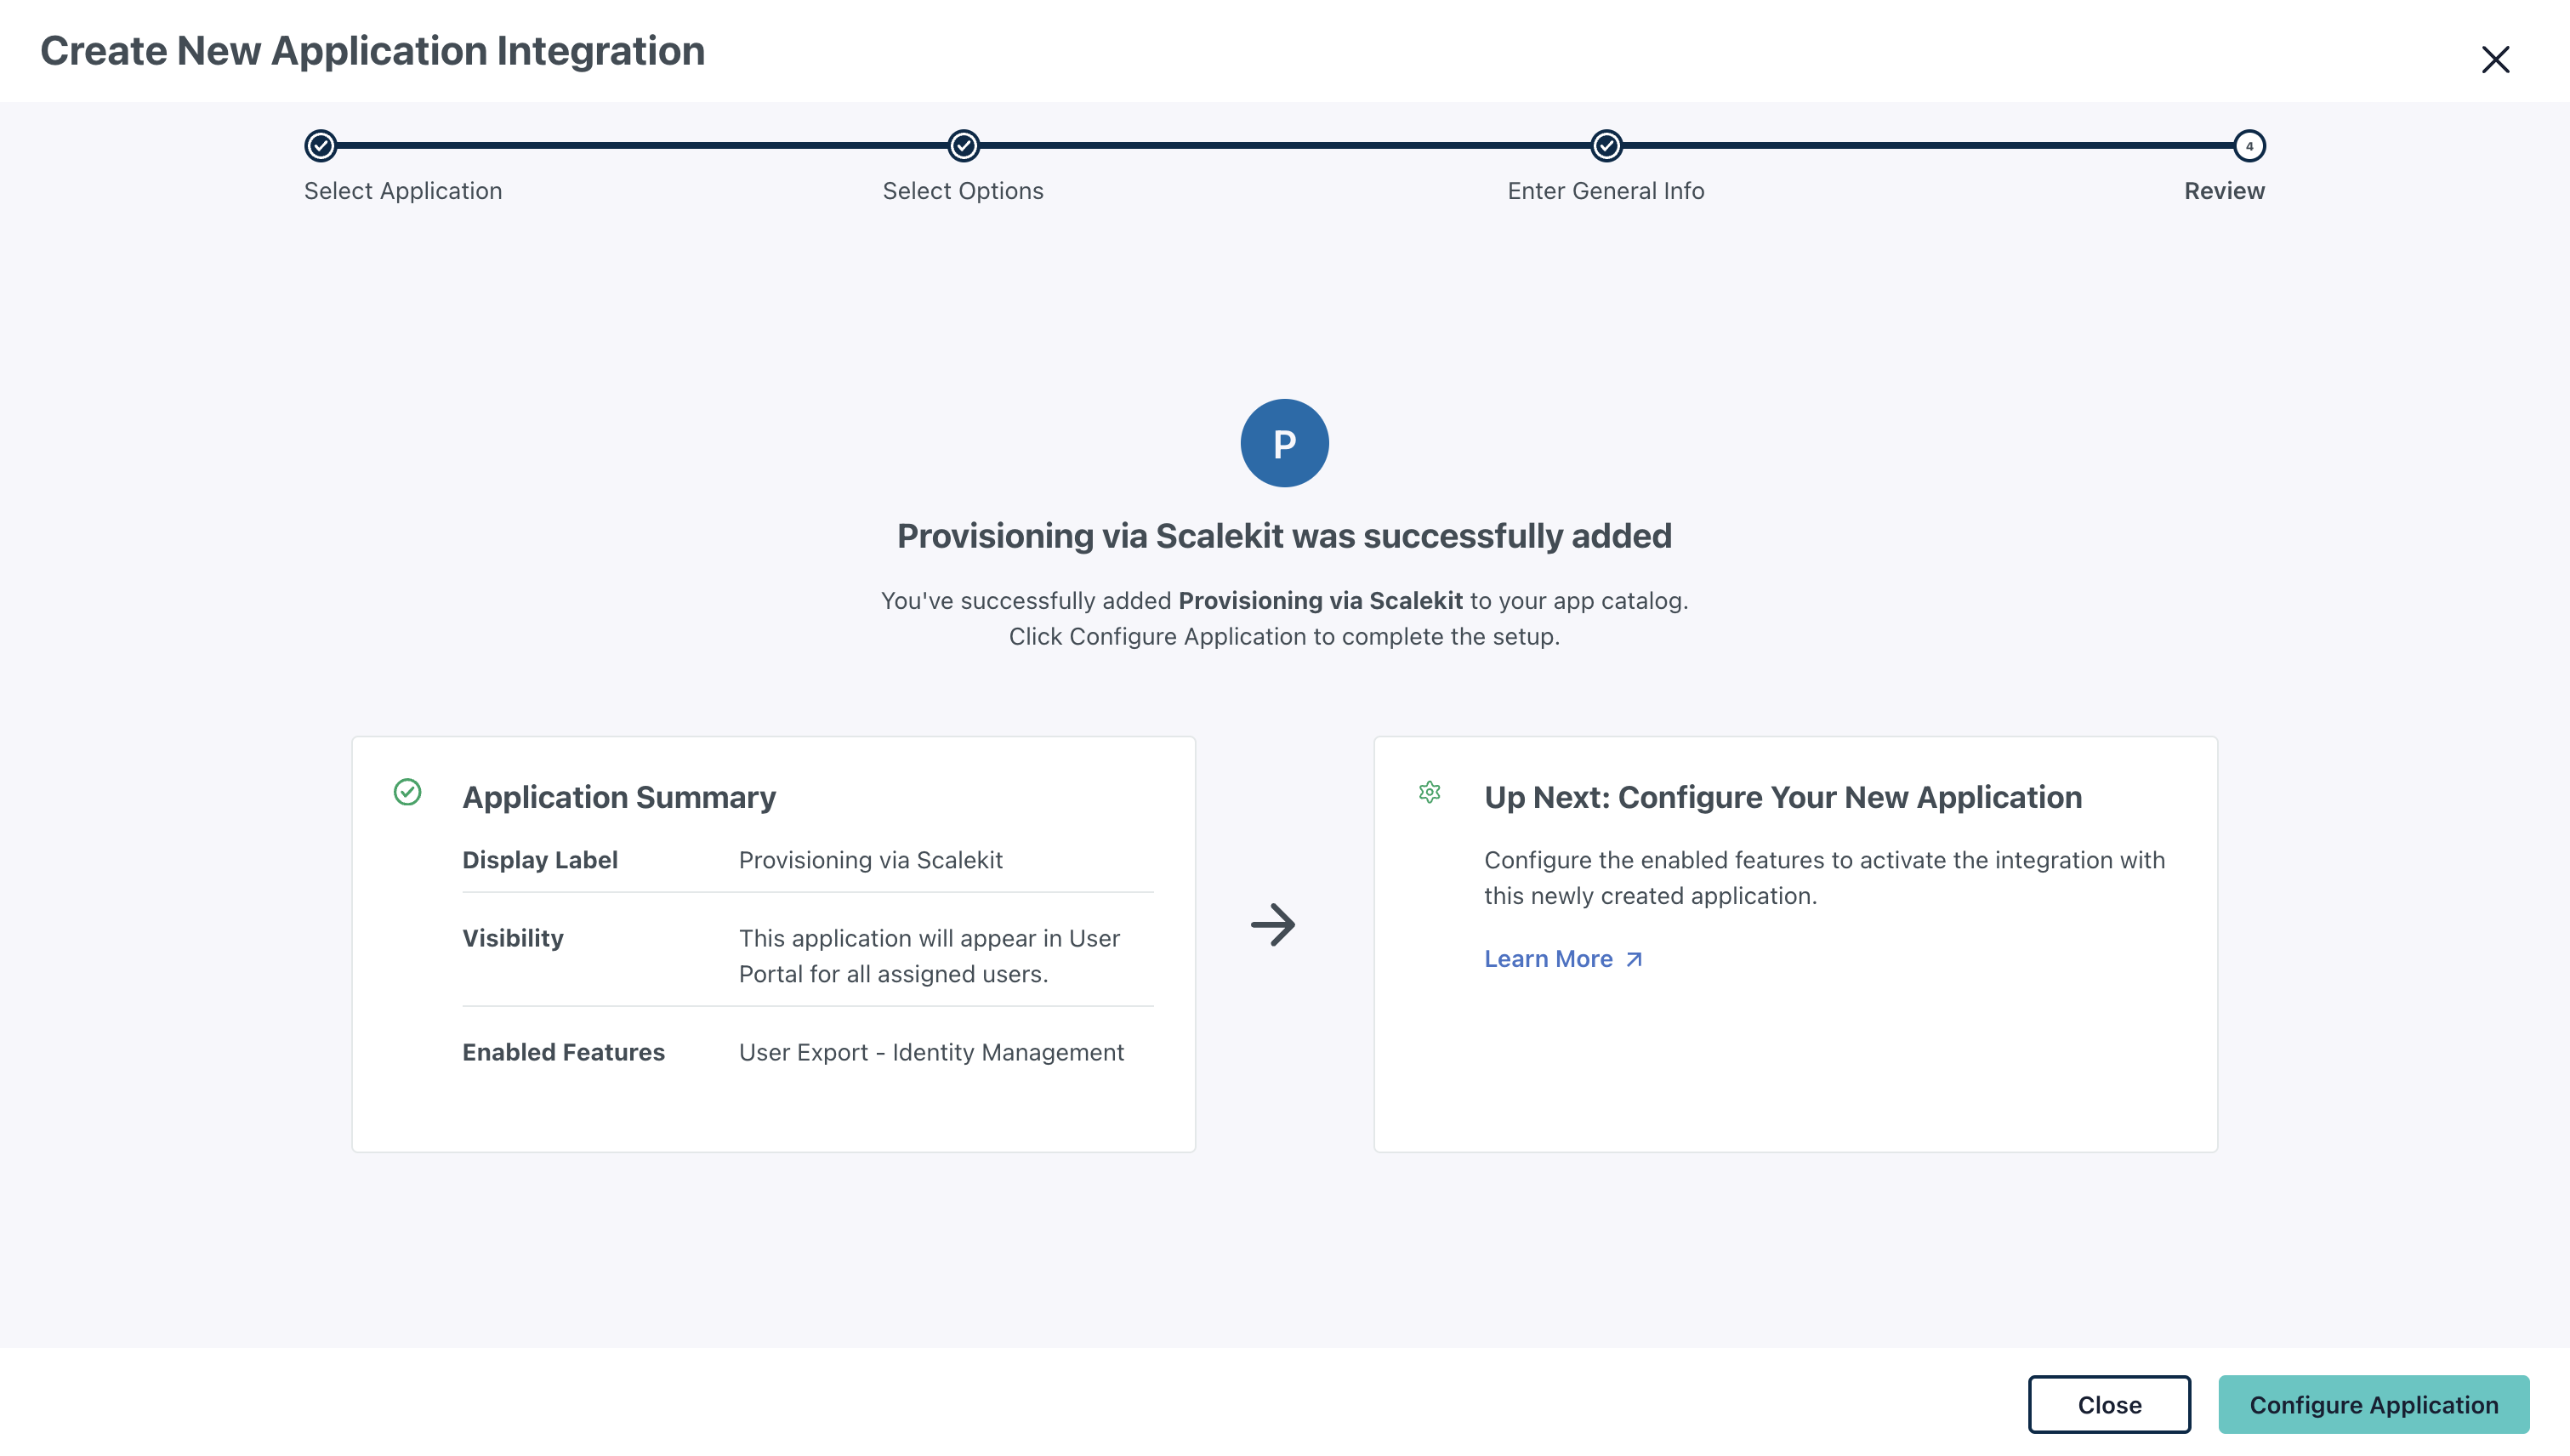 Create New Application Integration
4
Select Application
Select Options
Enter General Info
Review
P
Provisioning via Scalekit was successfully added
You've successfully added Provisioning via Scalekit to your app catalog.
Click Configure Application to complete the setup.
Application Summary
Display Label
Provisioning via Scalekit
Visibility
This application will appear in User
Portal for all assigned users.
Enabled Features
User Export - Identity Management
Up Next: Configure Your New Application
Configure the enabled features to activate the integration with
this newly created application.
Learn More
Close
Configure Application